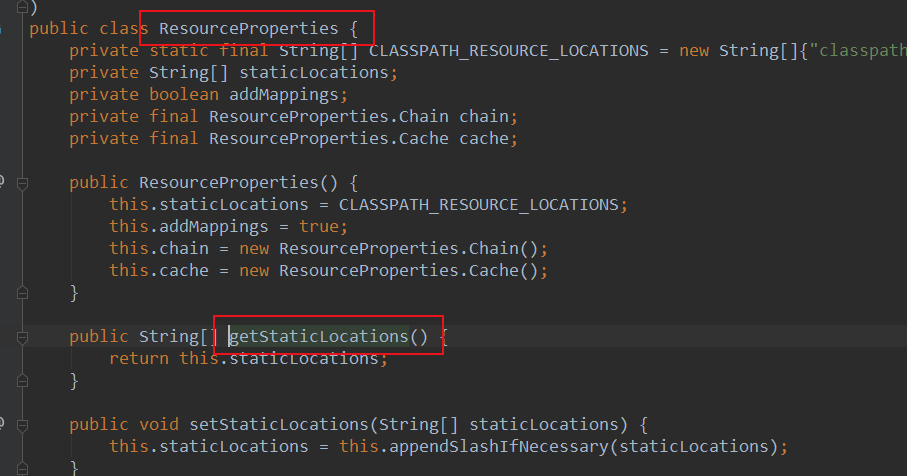 )
public class ResourceProperties {
    private static final String[] CLASSPATH_RESOURCE_LOCATIONS = new String[]{"classpath
    private String[] staticLocations;
    private boolean addMappings;
    private final ResourceProperties.Chain chain;
    private final ResourceProperties.Cache cache;
    public ResourceProperties() {
        this.staticLocations = CLASSPATH_RESOURCE_LOCATIONS;
        this.addMappings = true;
        this.chain = new ResourceProperties.Chain();
        this.cache = new ResourceProperties.Cache();
    }
    public String[] getStaticLocations() {
        return this.staticLocations;
    }
    public void setStaticLocations(String[] staticLocations) {
        this.staticLocations = this.appendSlashIfNecessary(staticLocations);
    }